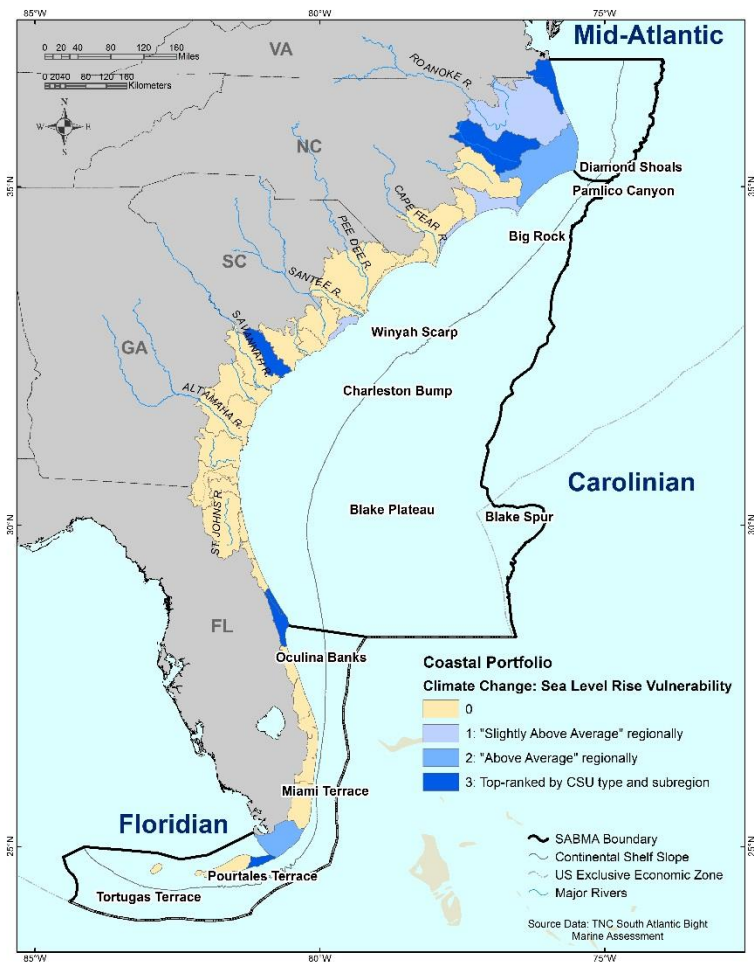 85°W
80°W
75°W
Mid-Atlantic
0 20 40 80 120 160
Miles
0 20 40 80 120 160
Kilometers
N
W
E
S
VA
ROANOKE R.
NC
Diamond Shoals
35°N
35°N
Pamlico Canyon
CAPE FEAR R.
PEE DEE R.
Big Rock
SC
SANTEE R.
SAVANNAH R.
Winyah Scarp
GA
Charleston Bump
ALTAMAHA R.
Carolinian
Blake Plateau
Blake Spur
30°N
30°N
ST. JOHNS R.
FL
Oculina Banks
Coastal Portfolio
Climate Change: Sea Level Rise Vulnerability
0
1: "Slightly Above Average" regionally
2: "Above Average" regionally
3: Top-ranked by CSU type and subregion
Miami Terrace
Floridian
25°N
25°N
Pourtales Terrace
Tortugas Terrace
SABMA Boundary
Continental Shelf Slope
US Exclusive Economic Zone
Major Rivers
Source Data: TNC South Atlantic Bight
Marine Assessment
85°W
80°W
75°W